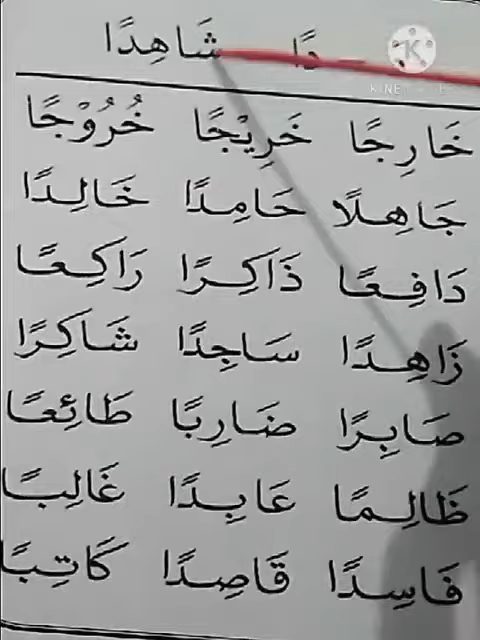 شَاهِدًا
KINEMASTER
خَارِجًا خَرِيْجًا خُرُوْجًا
جَاهِلًا حَامِدًا خَالِدًا
دَافِعًا ذَاكِرًا رَاكِعًا
زَاهِدًا سَاجِدًا شَاكِرًا
صَابِرًا ضَارِبًا طَائِعًا
ظَالِمًا عَابِدًا غَالِبًا
فَاسِدًا قَاصِدًا كَاتِبًا